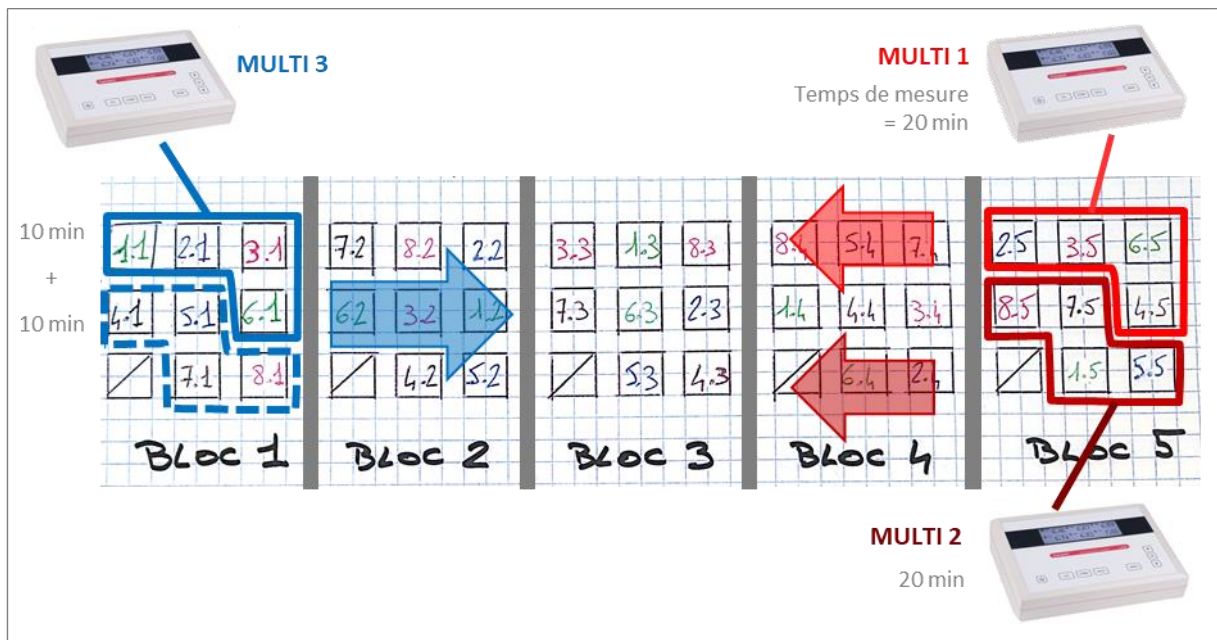 MULTI 3
MULTI 1
Temps de mesure
= 20 min
10 min
+
10 min
1.1 2.1 3.1
4.1 5.1 6.1
7.1 8.1
BLOC 1
7.2 8.2 2.2
6.2 3.2 1.2
4.2 5.2
BLOC 2
3.3 1.3 8.3
7.3 6.3 2.3
5.3 4.3
BLOC 3
8.4 5.4 7.4
1.4 4.4 3.4
6.4 2.4
BLOC 4
2.5 3.5 6.5
8.5 7.5 4.5
1.5 5.5
BLOC 5
MULTI 2
20 min